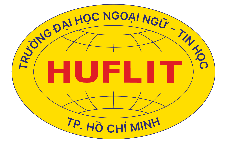 TRƯỜNG ĐẠI HỌC NGOẠI NGỮ - TIN HỌC
HUFLIT
TP. HỒ CHÍ MINH